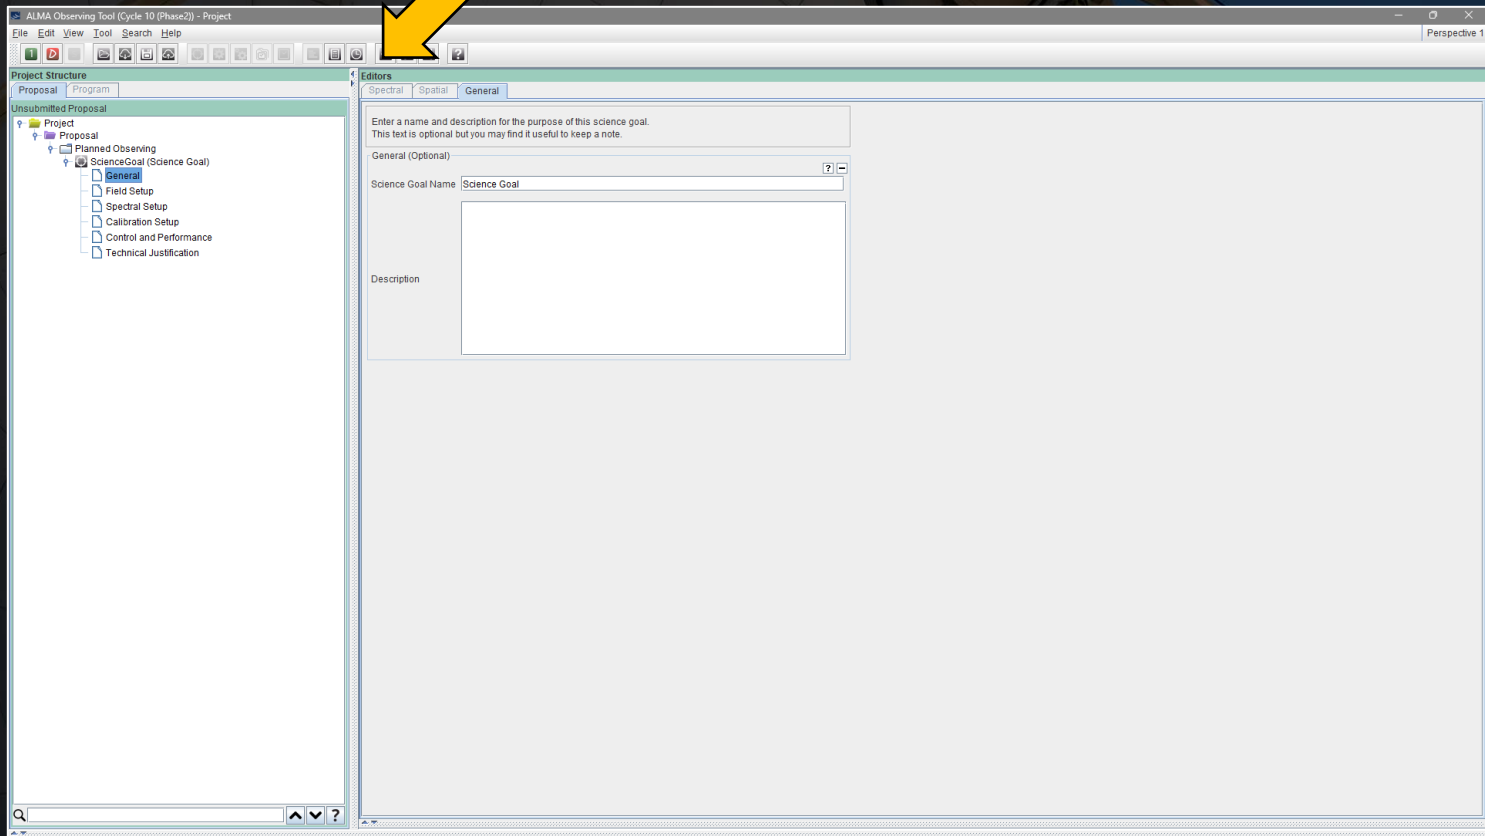 ALMA Observing Tool (Cycle 10 (Phase2)) - Project
File Edit View Tool Search Help
Perspective 1
1 D ?
Project Structure
Editors
Proposal Program
Spectral Spatial General
Unsubmitted Proposal
Project
Proposal
Planned Observing
ScienceGoal (Science Goal)
General
Field Setup
Spectral Setup
Calibration Setup
Control and Performance
Technical Justification
Enter a name and description for the purpose of this science goal.
This text is optional but you may find it useful to keep a note.
General (Optional)
?
Science Goal Name Science Goal
Description
?